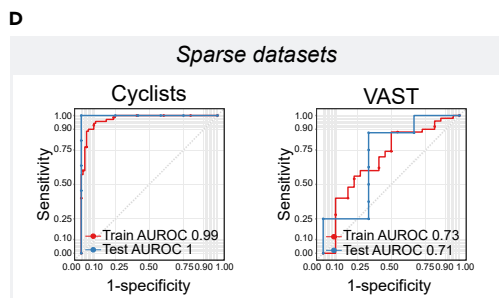 D
Sparse datasets
Cyclists
VAST
Sensitivity
1.00
0.90
0.75
0.50
0.25
0.10
0.00
Train AUROC 0.99
Test AUROC 1
0.00 0.10 0.25 0.50 0.75 0.90 1.00
1-specificity
Sensitivity
1.00
0.90
0.75
0.50
0.25
0.10
0.00
Train AUROC 0.73
Test AUROC 0.71
0.00 0.10 0.25 0.50 0.75 0.90 1.00
1-specificity